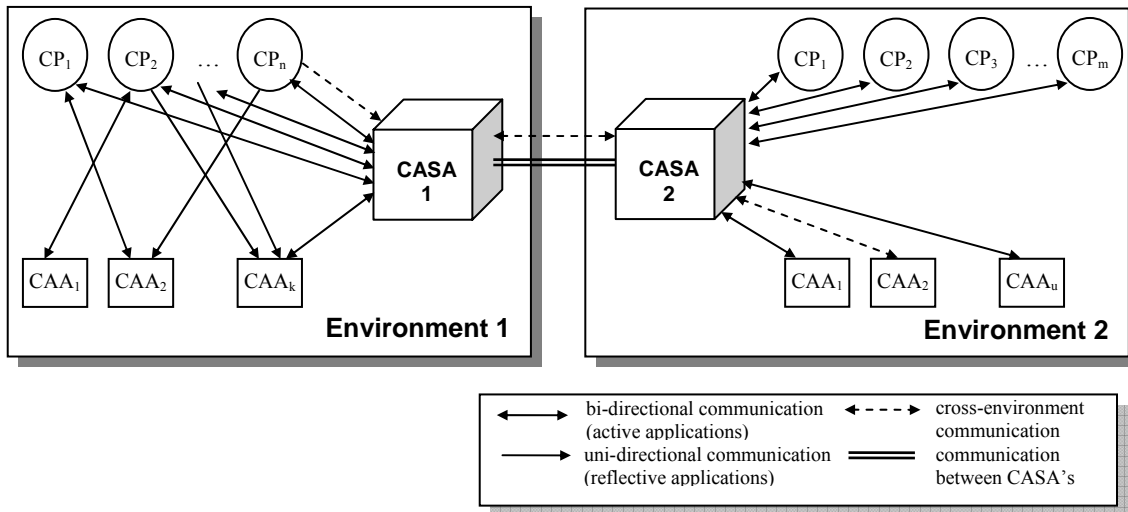 CP₁ CP₂ … CPₙ
CASA
1
CAA₁ CAA₂ CAAₖ
Environment 1
CP₁ CP₂ CP₃ … CPₘ
CASA
2
CAA₁ CAA₂ CAAᵤ
Environment 2
bi-directional communication
(active applications)
uni-directional communication
(reflective applications)
cross-environment
communication
communication
between CASA's